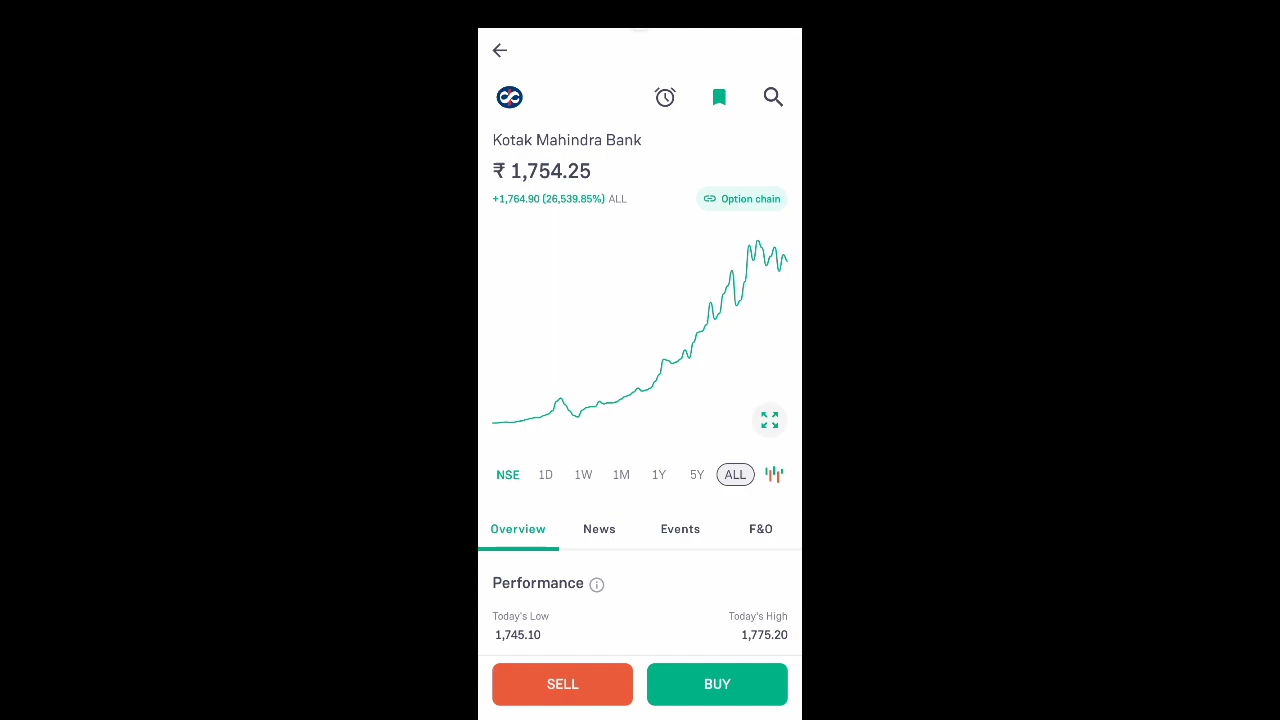 Kotak Mahindra Bank
₹ 1,754.25
+1,764.90 (26,539.85%) ALL
Option chain
NSE 1D 1W 1M 1Y 5Y ALL
Overview News Events F&O
Performance
Today's Low Today's High
1,745.10 1,775.20
SELL BUY